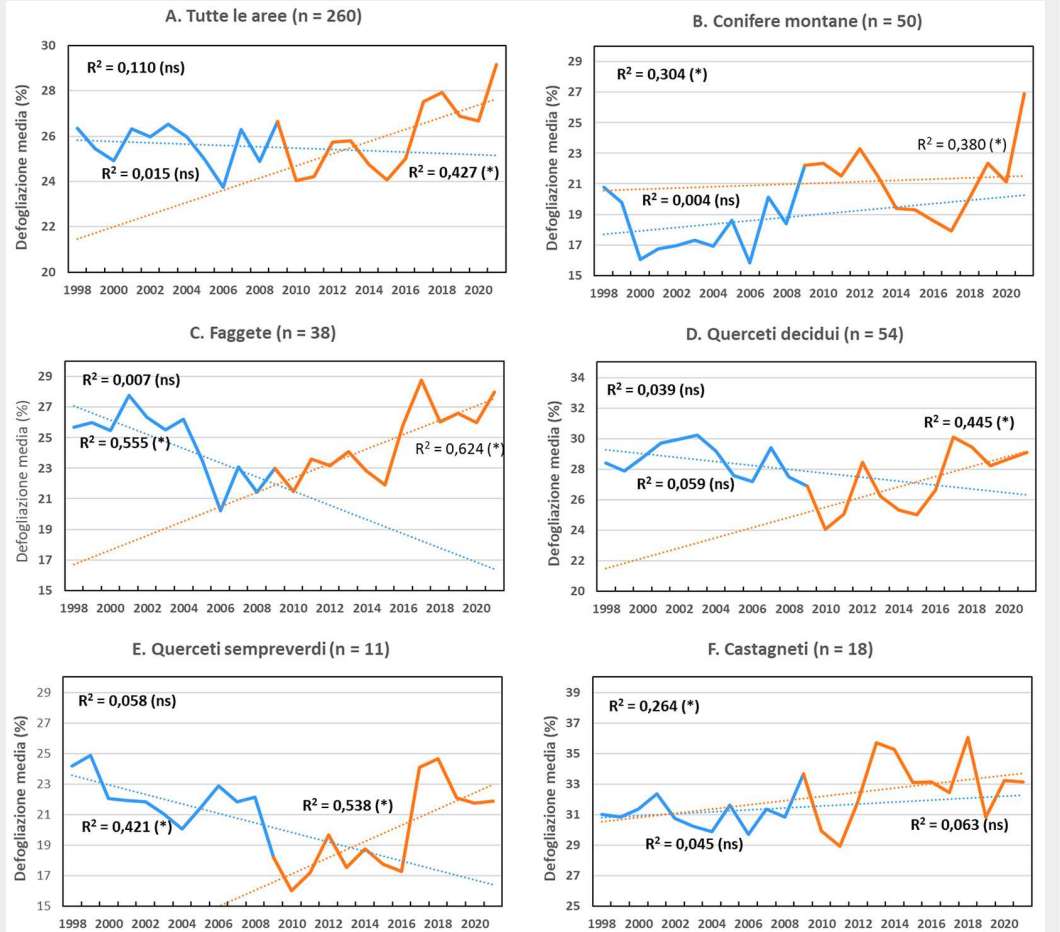 A. Tutte le aree (n = 260)
Defogliazione media (%)
30
28
26
24
22
20
R² = 0,110 (ns)
R² = 0,015 (ns)
R² = 0,427 (*)
1998 2000 2002 2004 2006 2008 2010 2012 2014 2016 2018 2020
B. Conifere montane (n = 50)
Defogliazione media (%)
29
27
25
23
21
19
17
15
R² = 0,304 (*)
R² = 0,380 (*)
R² = 0,004 (ns)
1998 2000 2002 2004 2006 2008 2010 2012 2014 2016 2018 2020
C. Faggete (n = 38)
Defogliazione media (%)
29
27
25
23
21
19
17
15
R² = 0,007 (ns)
R² = 0,555 (*)
R² = 0,624 (*)
1998 2000 2002 2004 2006 2008 2010 2012 2014 2016 2018 2020
D. Querceti decidui (n = 54)
Defogliazione media (%)
34
32
30
28
26
24
22
20
R² = 0,039 (ns)
R² = 0,445 (*)
R² = 0,059 (ns)
1998 2000 2002 2004 2006 2008 2010 2012 2014 2016 2018 2020
E. Querceti sempreverdi (n = 11)
Defogliazione media (%)
29
27
25
23
21
19
17
15
R² = 0,058 (ns)
R² = 0,538 (*)
R² = 0,421 (*)
1998 2000 2002 2004 2006 2008 2010 2012 2014 2016 2018 2020
F. Castagneti (n = 18)
Defogliazione media (%)
39
37
35
33
31
29
27
25
R² = 0,264 (*)
R² = 0,063 (ns)
R² = 0,045 (ns)
1998 2000 2002 2004 2006 2008 2010 2012 2014 2016 2018 2020